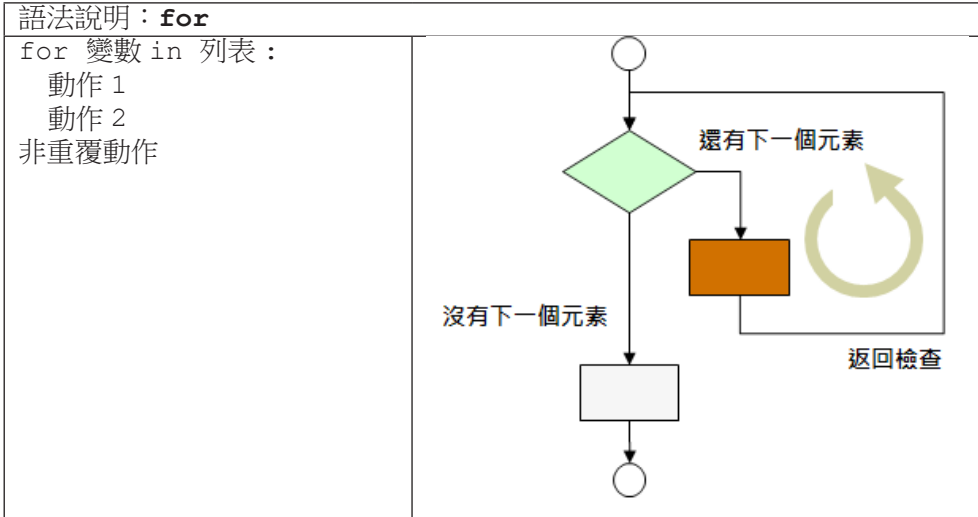 語法說明：for
for 變數 in 列表：
動作 1
動作 2
非重覆動作
還有下一個元素
沒有下一個元素
返回檢查